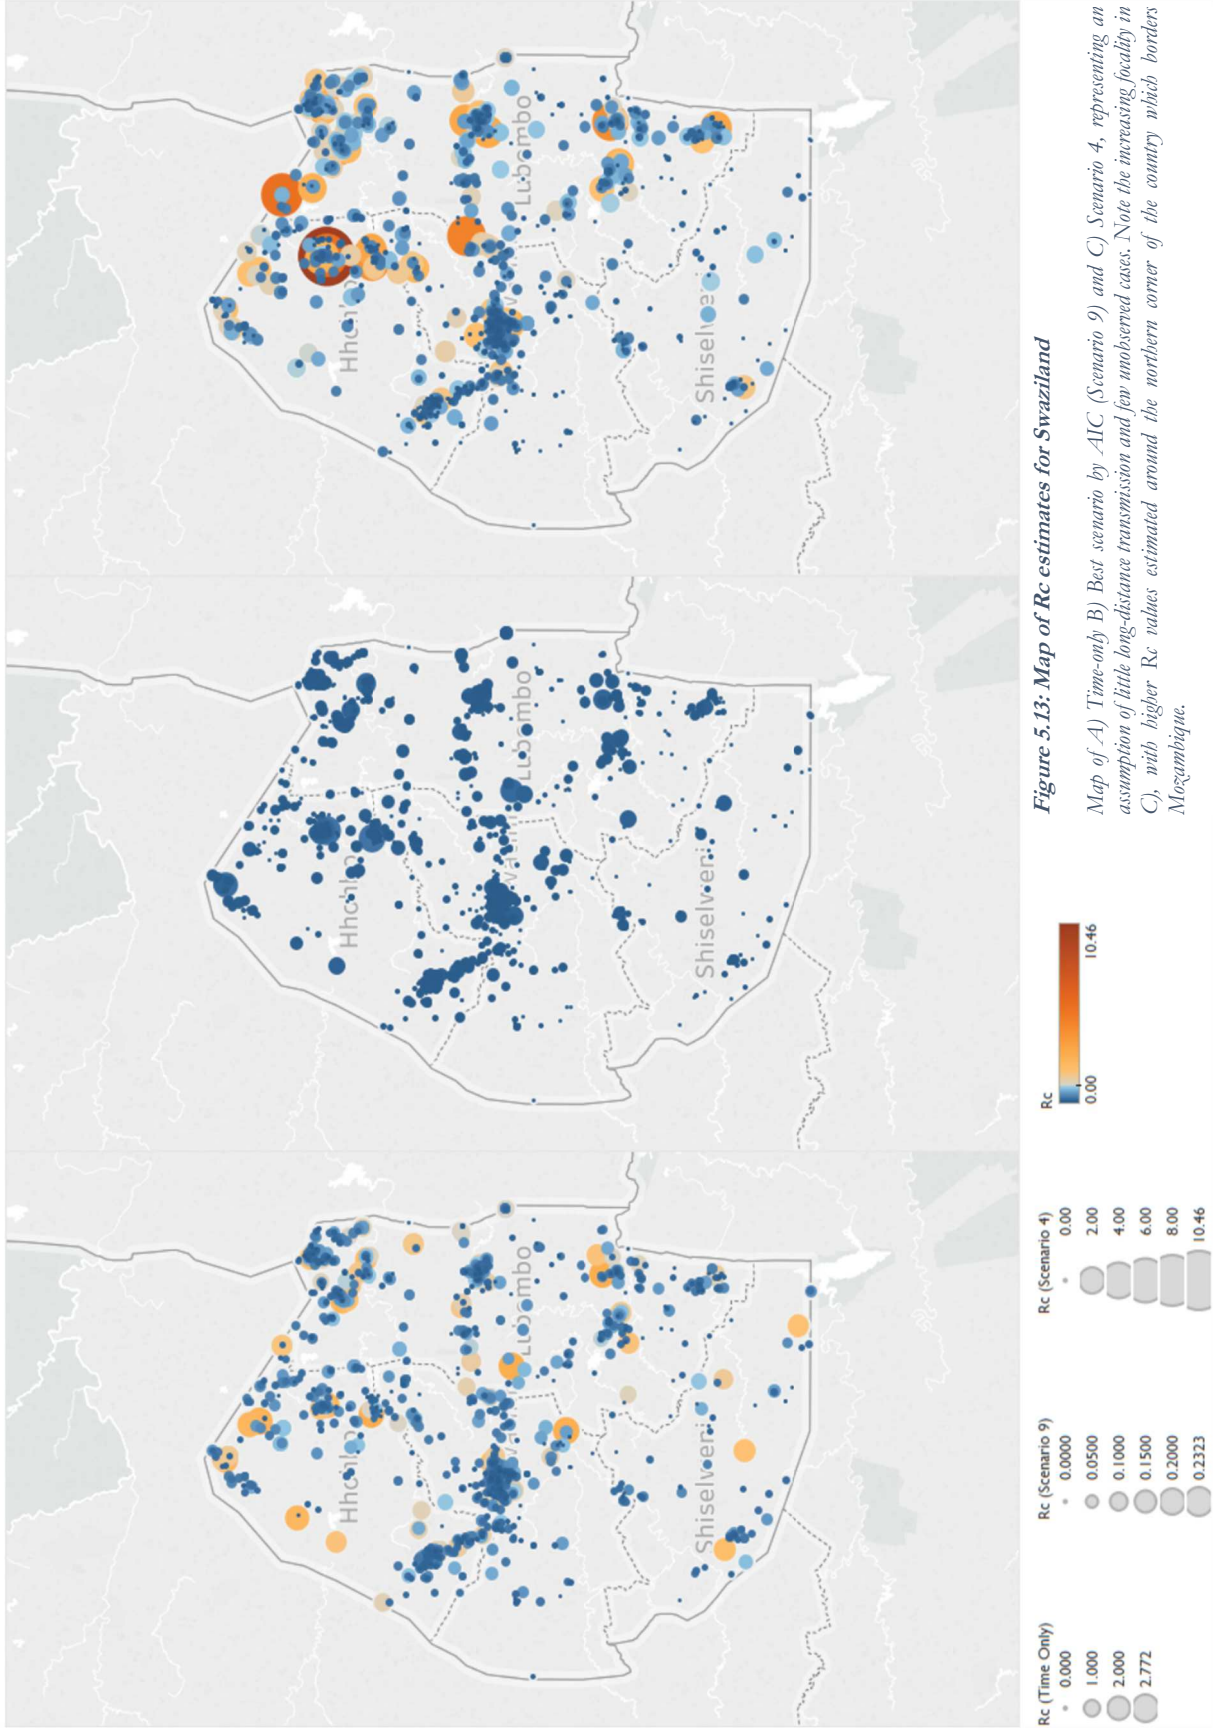 Lubombo
Shiselweni
Lubombo
Shiselweni
Lubombo
Shiselweni
Rc (Time Only)
0.000
1.000
2.000
2.772
Rc (Scenario 9)
0.0000
0.0500
0.1000
0.1500
0.2000
0.2323
Rc (Scenario 4)
0.00
2.00
4.00
6.00
8.00
10.46
Rc
0.00
10.46
Figure 5.13: Map of Rc estimates for Swaziland
Map of A) Time-only B) Best scenario by AIC (Scenario 9) and C) Scenario 4, representing an
assumption of little long-distance transmission and few unobserved cases. Note the increasing focality in
C), with higher Rc values estimated around the northern corner of the country which borders
Mozambique.